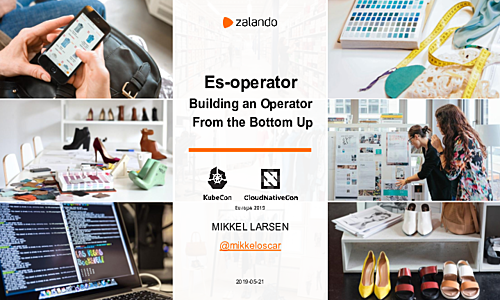 zalando
Es-operator
Building an Operator
From the Bottom Up
KubeCon
CloudNativeCon
Europe 2019
MIKKEL LARSEN
@mikkeloscar
2019-05-21